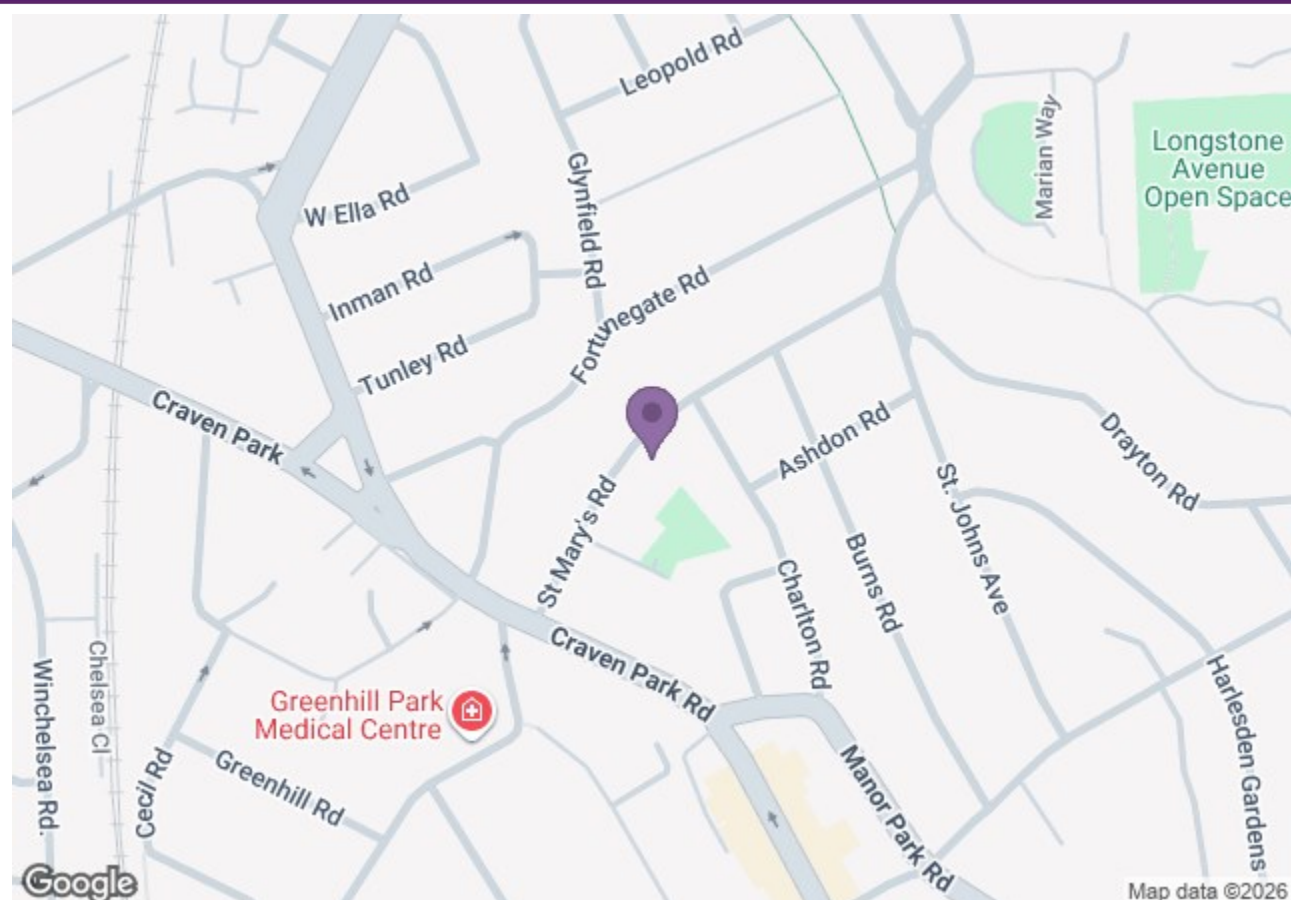 Leopold Rd
Marian Way
Longstone
Avenue
Open Space
W Ella Rd
Glynfield Rd
Inman Rd
Fortunegate Rd
Tunley Rd
Craven Park
Ashdon Rd
Drayton Rd
St. Johns Ave
St Mary's Rd
Burns Rd
Charlton Rd
Craven Park Rd
Chelsea Cl
Winchelsea Rd.
Greenhill Park
Medical Centre
Harlesden Gardens
Cecil Rd
Greenhill Rd
Manor Park Rd
Google
Map data ©2026